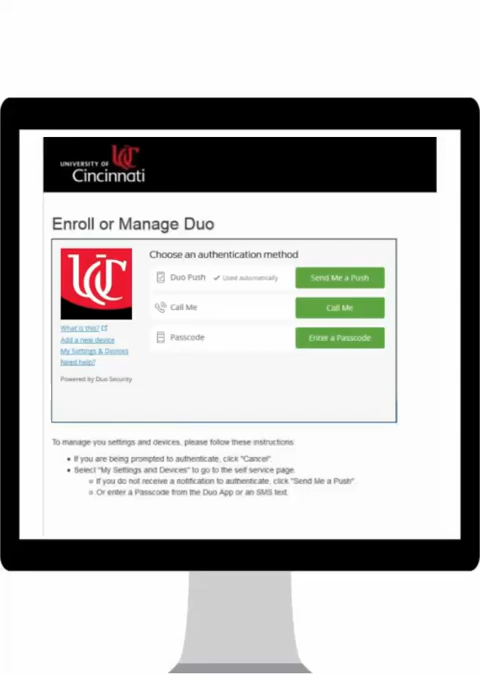 UNIVERSITY OF
Cincinnati
Enroll or Manage Duo
Choose an authentication method
Duo Push ✓ Used automatically Send Me a Push
Call Me Call Me
Passcode Enter a Passcode
What is this?
Add a new device
My Settings & Devices
Need help?
Powered by Duo Security
To manage you settings and devices, please follow these instructions:
• If you are being prompted to authenticate, click "Cancel".
• Select "My Settings and Devices" to go to the self service page.
o If you do not receive a notification to authenticate, click "Send Me a Push".
o Or enter a Passcode from the Duo App or an SMS text.